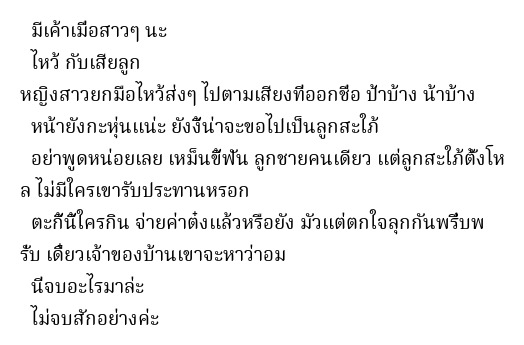 มีเค้าเมือสาวๆ นะ
ไหว้ กับเสียลูก
หญิงสาวยกมือไหว้ส่งๆ ไปตามเสียงที่ออกชื่อ ป้าบ้าง น้าบ้าง
หน้ายังกะหุ่นแน่ะ ยังงี้น่าจะขอไปเป็นลูกสะใภ้
อย่าพูดหน่อยเลย เหม็นขี้ฟัน ลูกชายคนเดียว แต่ลูกสะใภ้ตั้งโห
ล ไม่มีใครเขารับประทานหรอก
ตะกี้นี้ใครกิน จ่ายค่าต๋งแล้วหรือยัง มัวแต่ตกใจลุกกันพรึบพ
รับ เดี๋ยวเจ้าของบ้านเขาจะหาว่าอม
นี่จบอะไรมาล่ะ
ไม่จบสักอย่างค่ะ